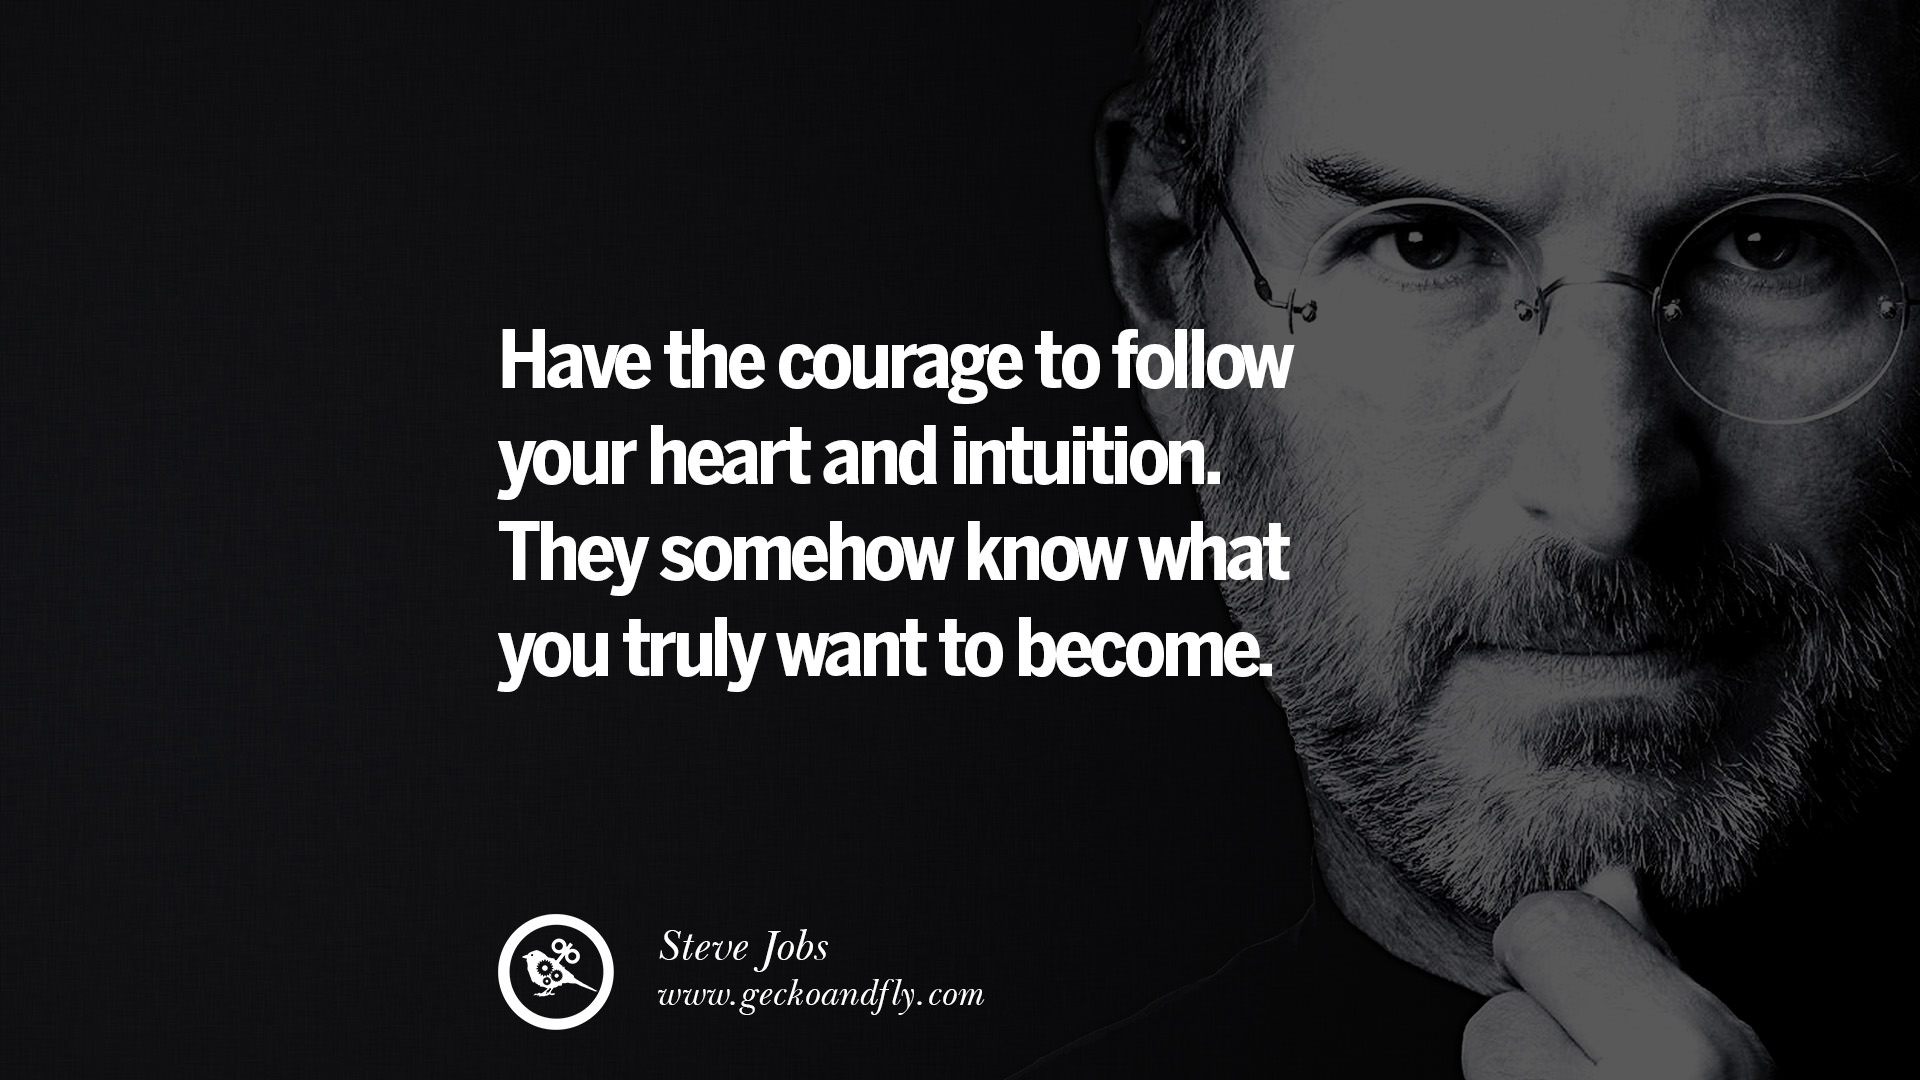 Have the courage to follow
your heart and intuition.
They somehow know what
you truly want to become.
Steve Jobs
www.geckoandfly.com